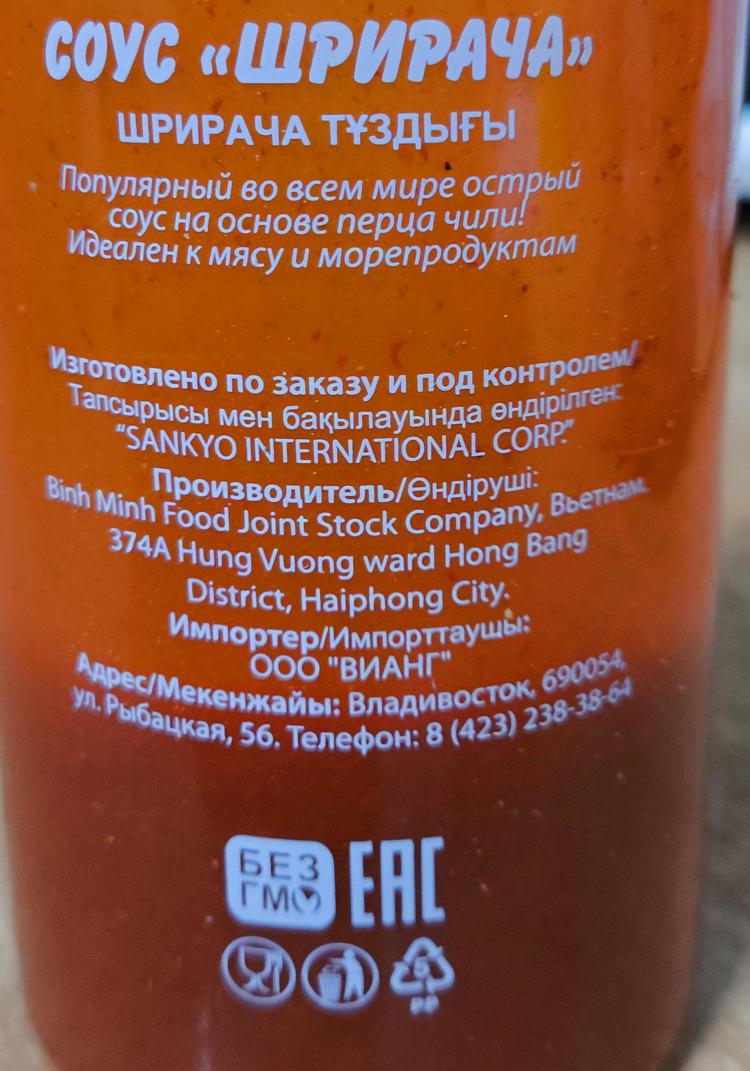 СОУС «ШРИРАЧА»
ШРИРАЧА ТҰЗДЫҒЫ
Популярный во всем мире острый
соус на основе перца чили!
Идеален к мясу и морепродуктам
Изготовлено по заказу и под контролем/
Тапсырысы мен бақылауында өндірілген:
“SANKYO INTERNATIONAL CORP.”
Производитель/Өндіруші:
Binh Minh Food Joint Stock Company, Вьетнам.
374A Hung Vuong ward Hong Bang
District, Haiphong City.
Импортер/Импорттаушы:
ООО "ВИАНГ"
Адрес/Мекенжайы: Владивосток, 690054,
ул. Рыбацкая, 56. Телефон: 8 (423) 238-38-64
БЕЗ
ГМО
EAC
5
PP